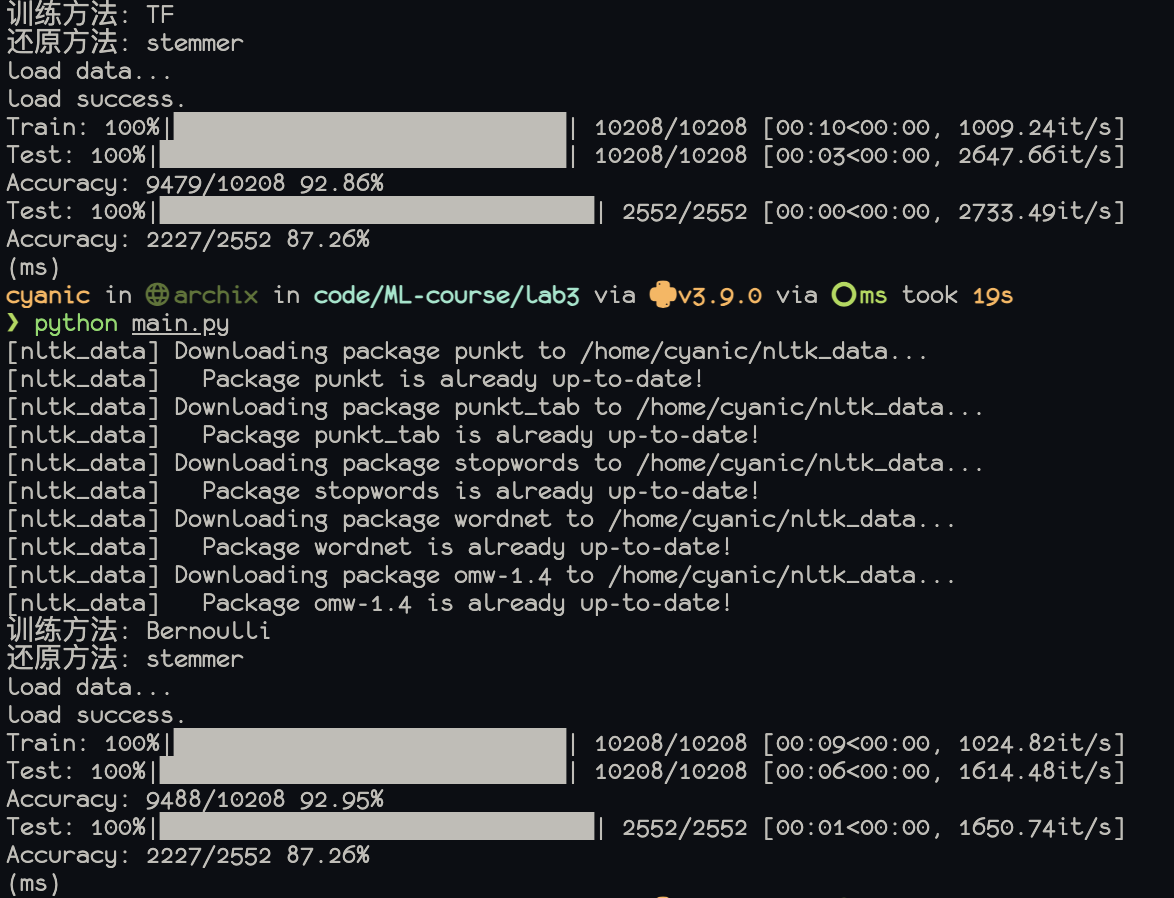 训练方法: TF
还原方法: stemmer
load data...
load success.
Train: 100%| | 10208/10208 [00:10<00:00, 1009.24it/s]
Test: 100%| | 10208/10208 [00:03<00:00, 2647.66it/s]
Accuracy: 9479/10208 92.86%
Test: 100%| | 2552/2552 [00:00<00:00, 2733.49it/s]
Accuracy: 2227/2552 87.26%
(ms)
cyanic in archix in code/ML-course/lab3 via v3.9.0 via ms took 19s
❯ python main.py
[nltk_data] Downloading package punkt to /home/cyanic/nltk_data...
[nltk_data]   Package punkt is already up-to-date!
[nltk_data] Downloading package punkt_tab to /home/cyanic/nltk_data...
[nltk_data]   Package punkt_tab is already up-to-date!
[nltk_data] Downloading package stopwords to /home/cyanic/nltk_data...
[nltk_data]   Package stopwords is already up-to-date!
[nltk_data] Downloading package wordnet to /home/cyanic/nltk_data...
[nltk_data]   Package wordnet is already up-to-date!
[nltk_data] Downloading package omw-1.4 to /home/cyanic/nltk_data...
[nltk_data]   Package omw-1.4 is already up-to-date!
训练方法: Bernoulli
还原方法: stemmer
load data...
load success.
Train: 100%| | 10208/10208 [00:09<00:00, 1024.82it/s]
Test: 100%| | 10208/10208 [00:06<00:00, 1614.48it/s]
Accuracy: 9488/10208 92.95%
Test: 100%| | 2552/2552 [00:01<00:00, 1650.74it/s]
Accuracy: 2227/2552 87.26%
(ms)